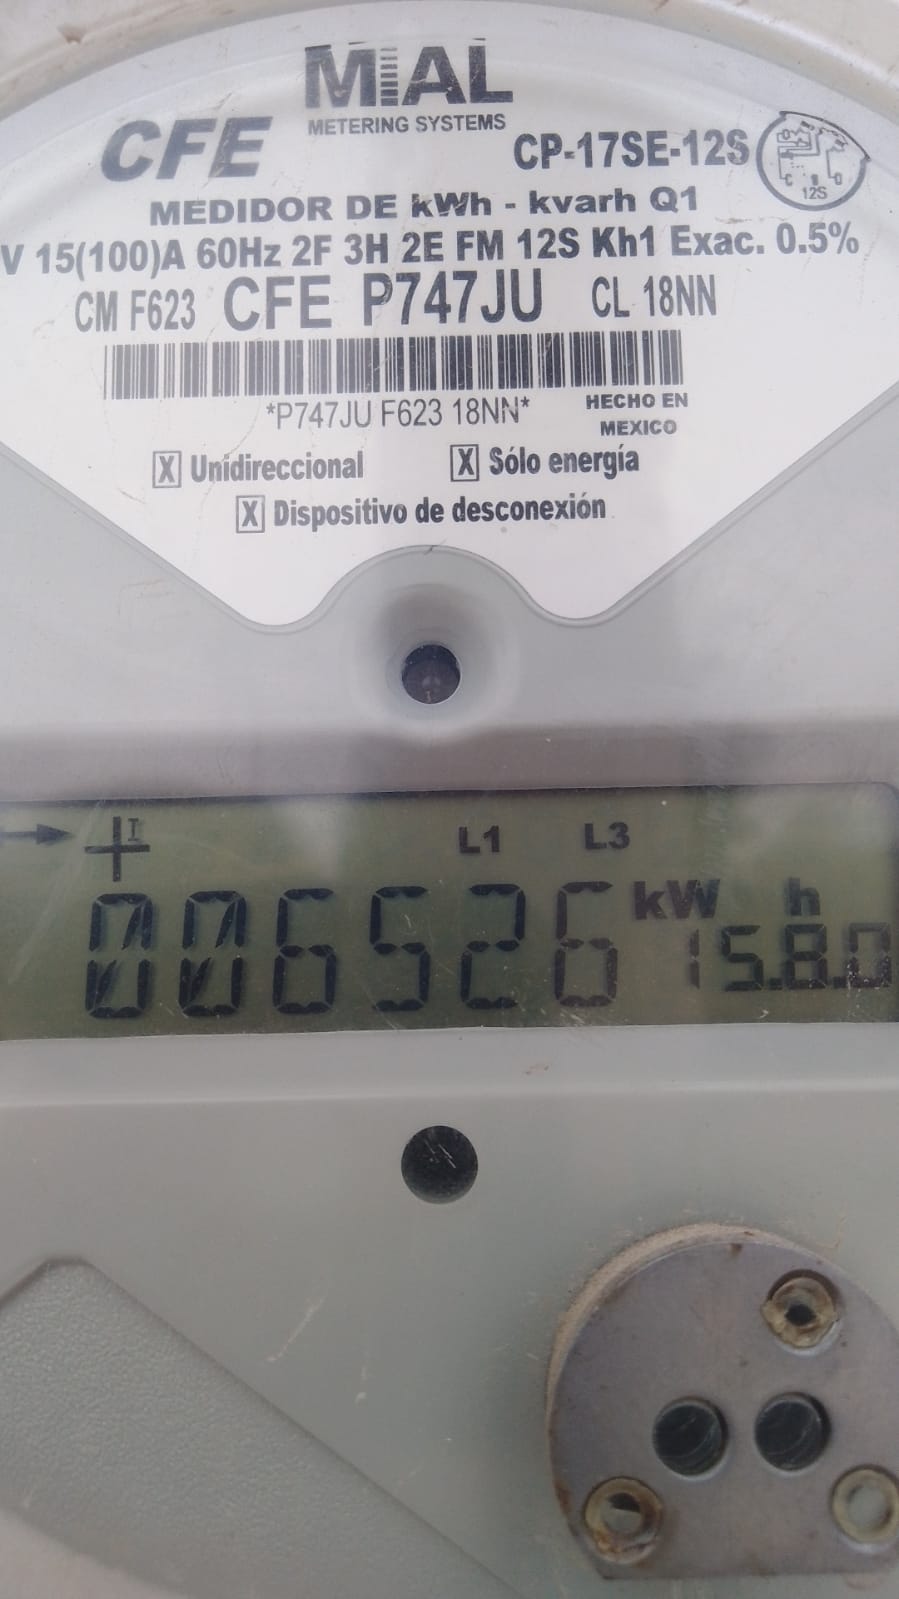 MIAL
METERING SYSTEMS
CFE
CP-17SE-12S
12S
MEDIDOR DE kWh - kvarh Q1
V 15(100)A 60Hz 2F 3H 2E FM 12S Kh1 Exac. 0.5%
CM F623 CFE P747JU CL 18NN
*P747JU F623 18NN*
HECHO EN
MEXICO
X Unidireccional X Sólo energía
X Dispositivo de desconexión
L1 L3
006526 kW h
15.8.0